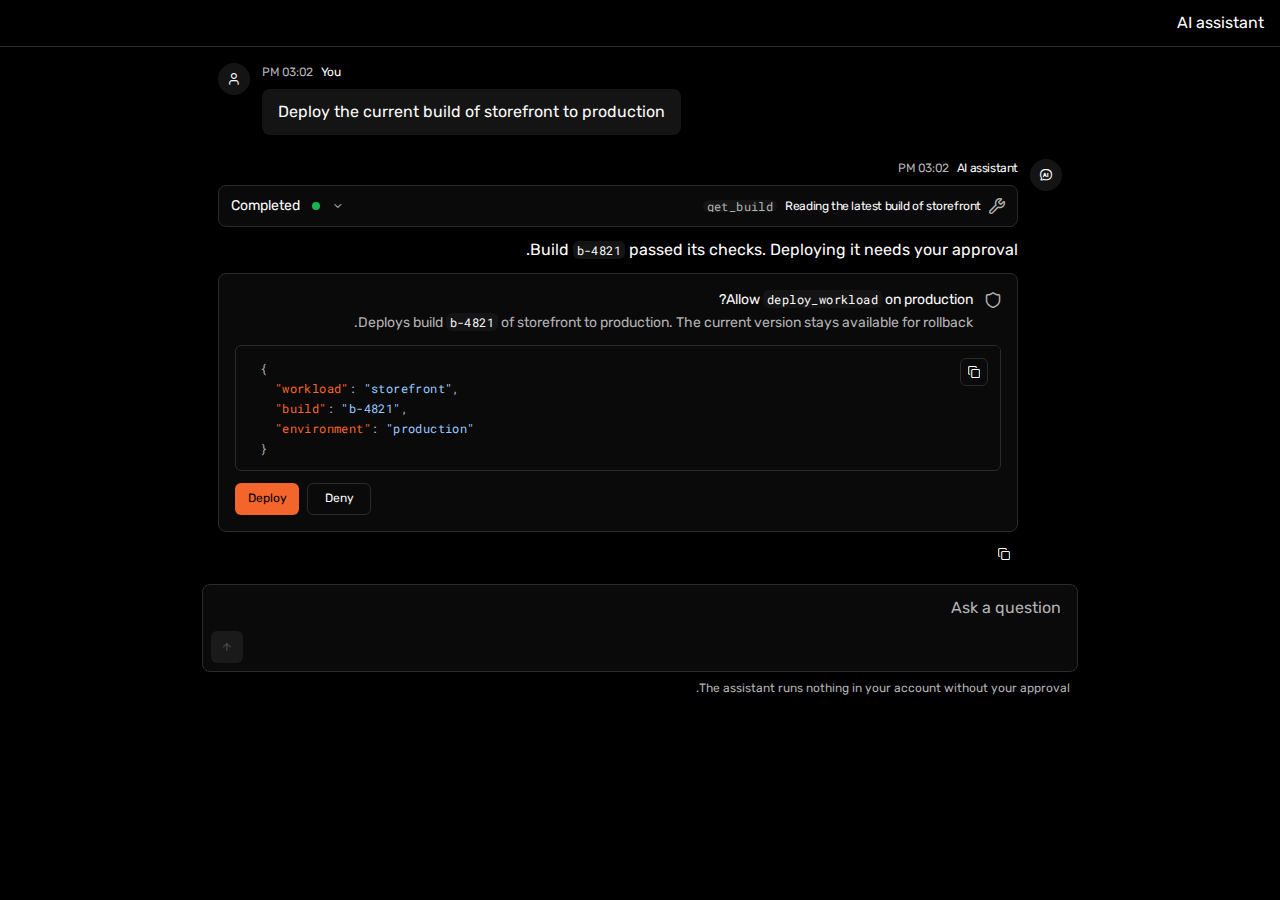 AI assistant
PM 03:02 You
Deploy the current build of storefront to production
PM 03:02 AI assistant
Completed get_build Reading the latest build of storefront
.Build b-4821 passed its checks. Deploying it needs your approval
?Allow deploy_workload on production
.Deploys build b-4821 of storefront to production. The current version stays available for rollback
{
"workload": "storefront",
"build": "b-4821",
"environment": "production"
}
Deploy Deny
Ask a question
.The assistant runs nothing in your account without your approval